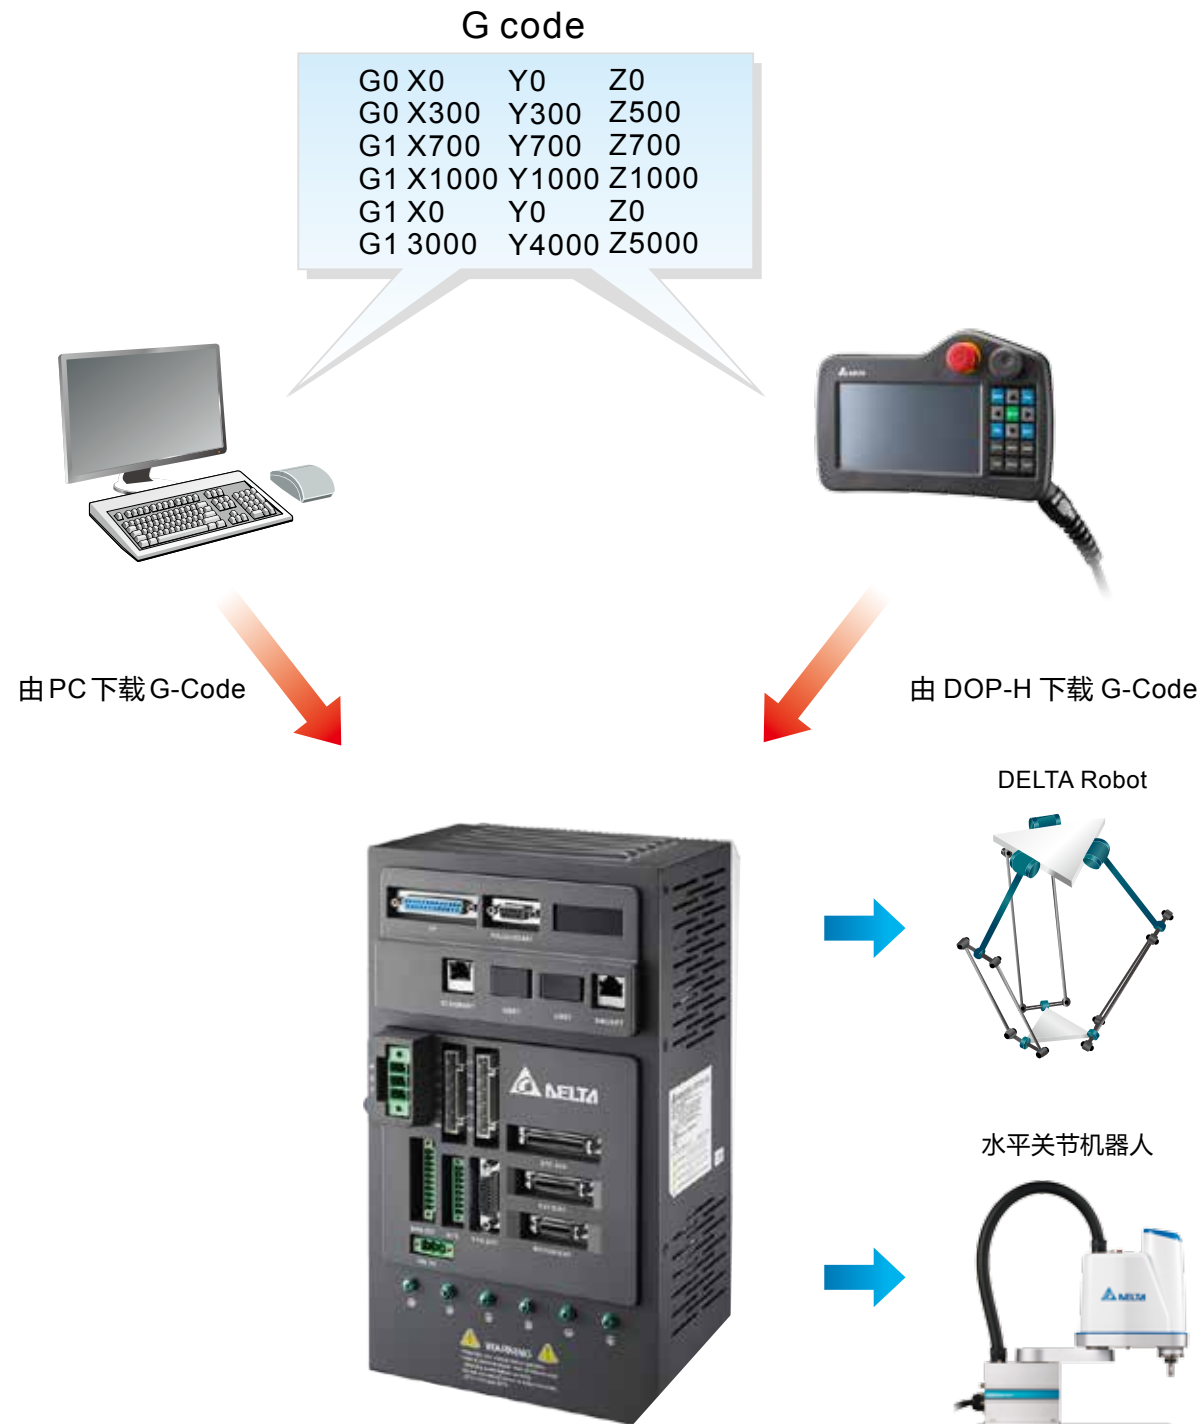 G code
G0 X0 Y0 Z0
G0 X300 Y300 Z500
G1 X700 Y700 Z700
G1 X1000 Y1000 Z1000
G1 X0 Y0 Z0
G1 3000 Y4000 Z5000
由PC下载G-Code
由 DOP-H 下载 G-Code
DELTA Robot
DELTA
WARNING
水平关节机器人
DELTA